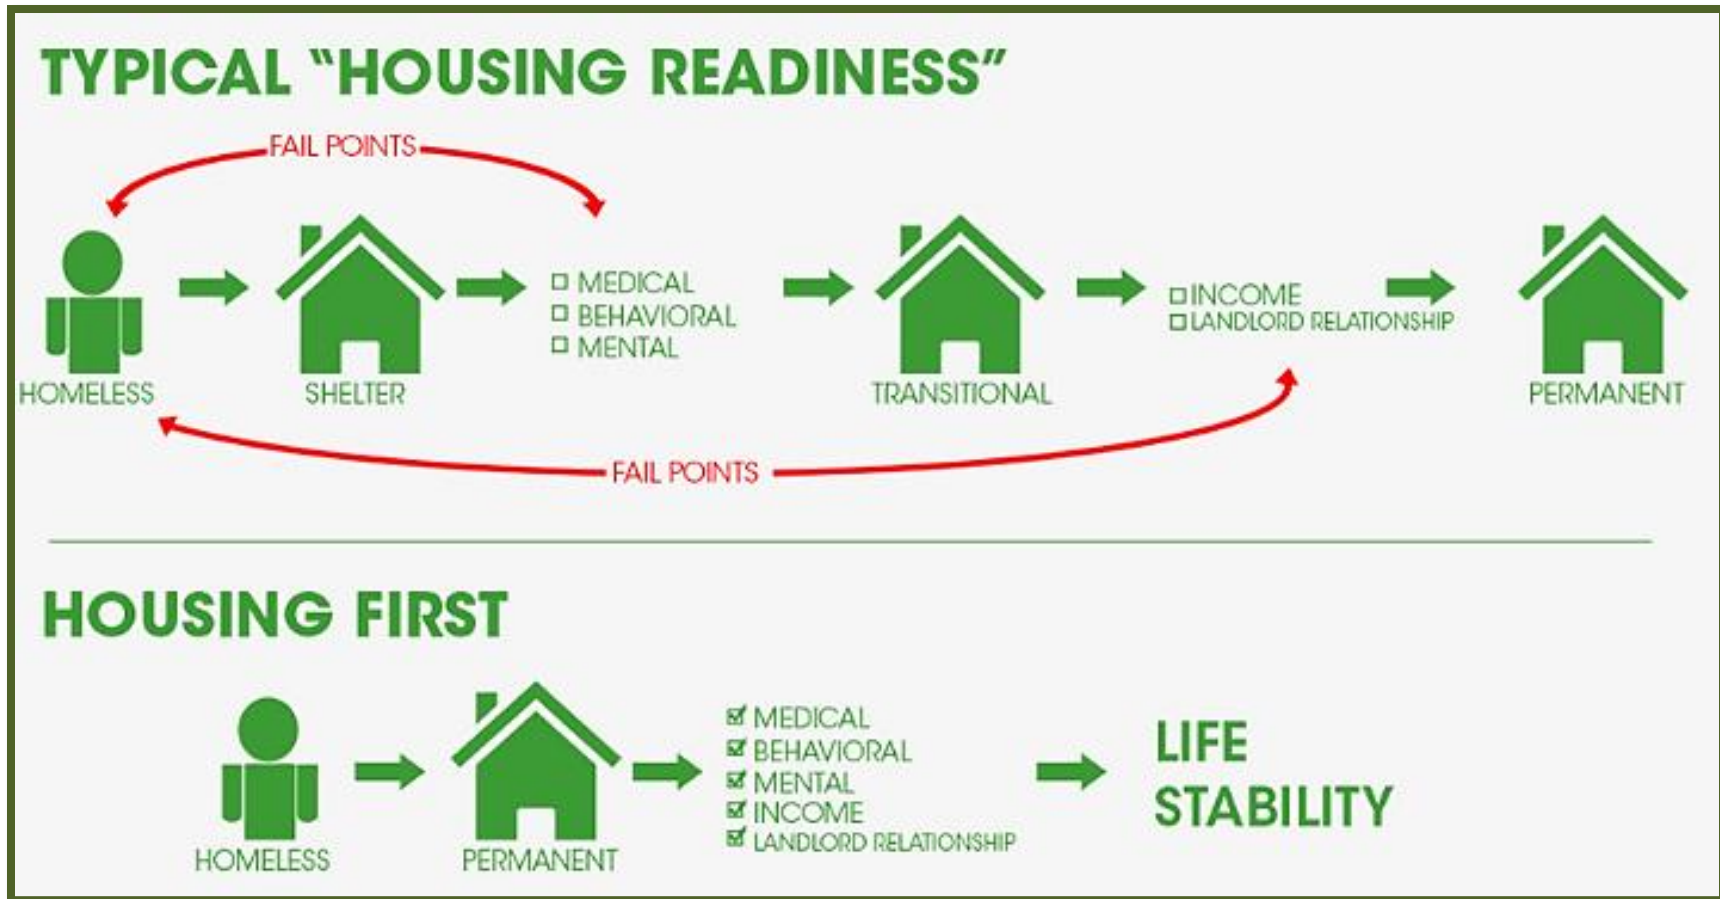 TYPICAL “HOUSING READINESS”
FAIL POINTS
MEDICAL
BEHAVIORAL
MENTAL
INCOME
LANDLORD RELATIONSHIP
HOMELESS
SHELTER
TRANSITIONAL
PERMANENT
FAIL POINTS
HOUSING FIRST
MEDICAL
BEHAVIORAL
MENTAL
INCOME
LANDLORD RELATIONSHIP
LIFE
STABILITY
HOMELESS
PERMANENT